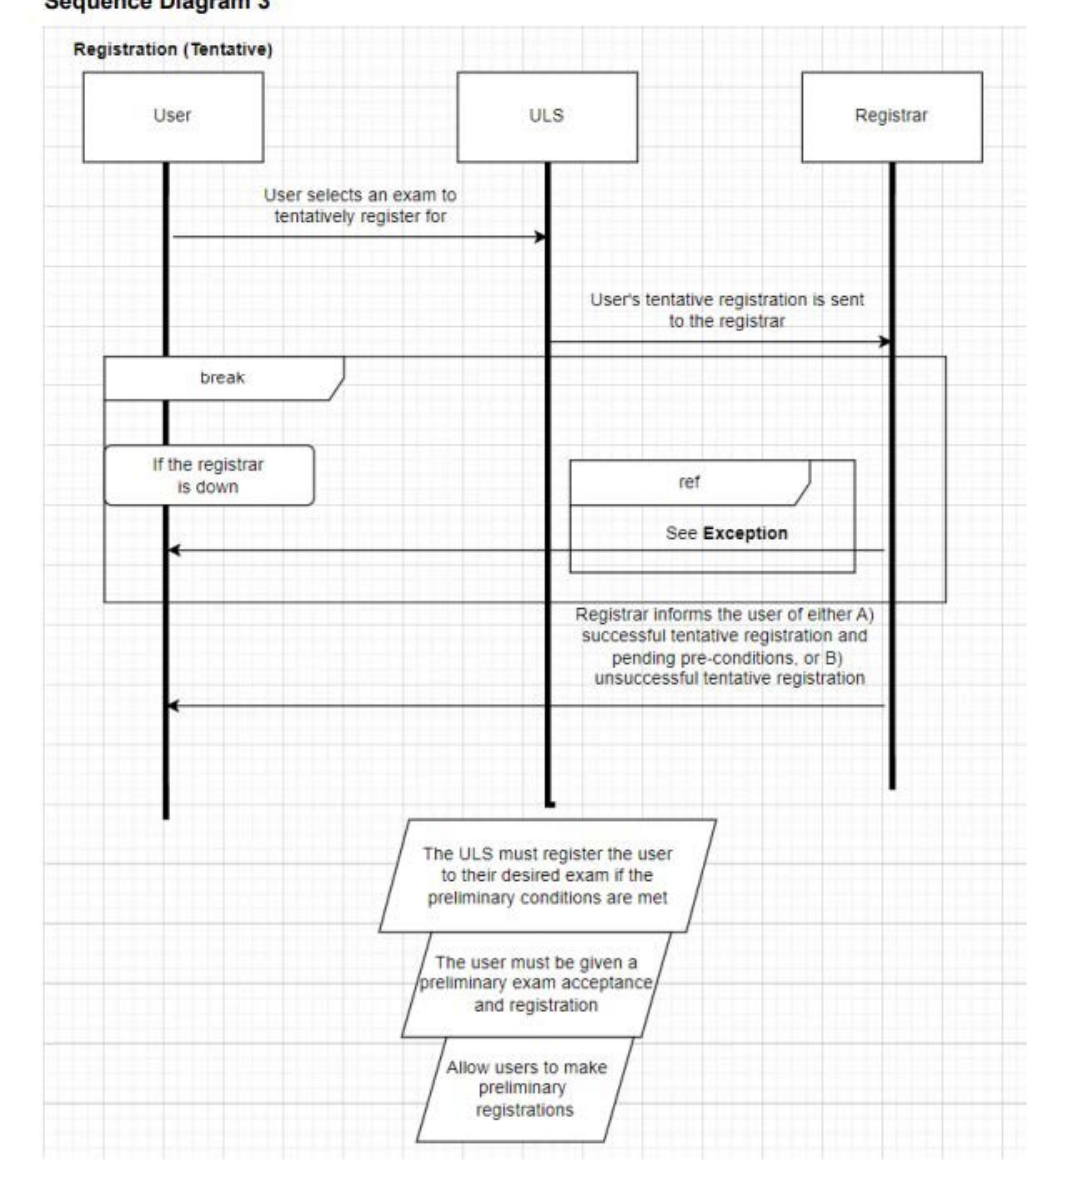 Sequence Diagram 3
Registration (Tentative)
User
ULS
Registrar
User selects an exam to
tentatively register for
User's tentative registration is sent
to the registrar
break
If the registrar
is down
ref
See Exception
Registrar informs the user of either A)
successful tentative registration and
pending pre-conditions, or B)
unsuccessful tentative registration
The ULS must register the user
to their desired exam if the
preliminary conditions are met
The user must be given a
preliminary exam acceptance
and registration
Allow users to make
preliminary
registrations